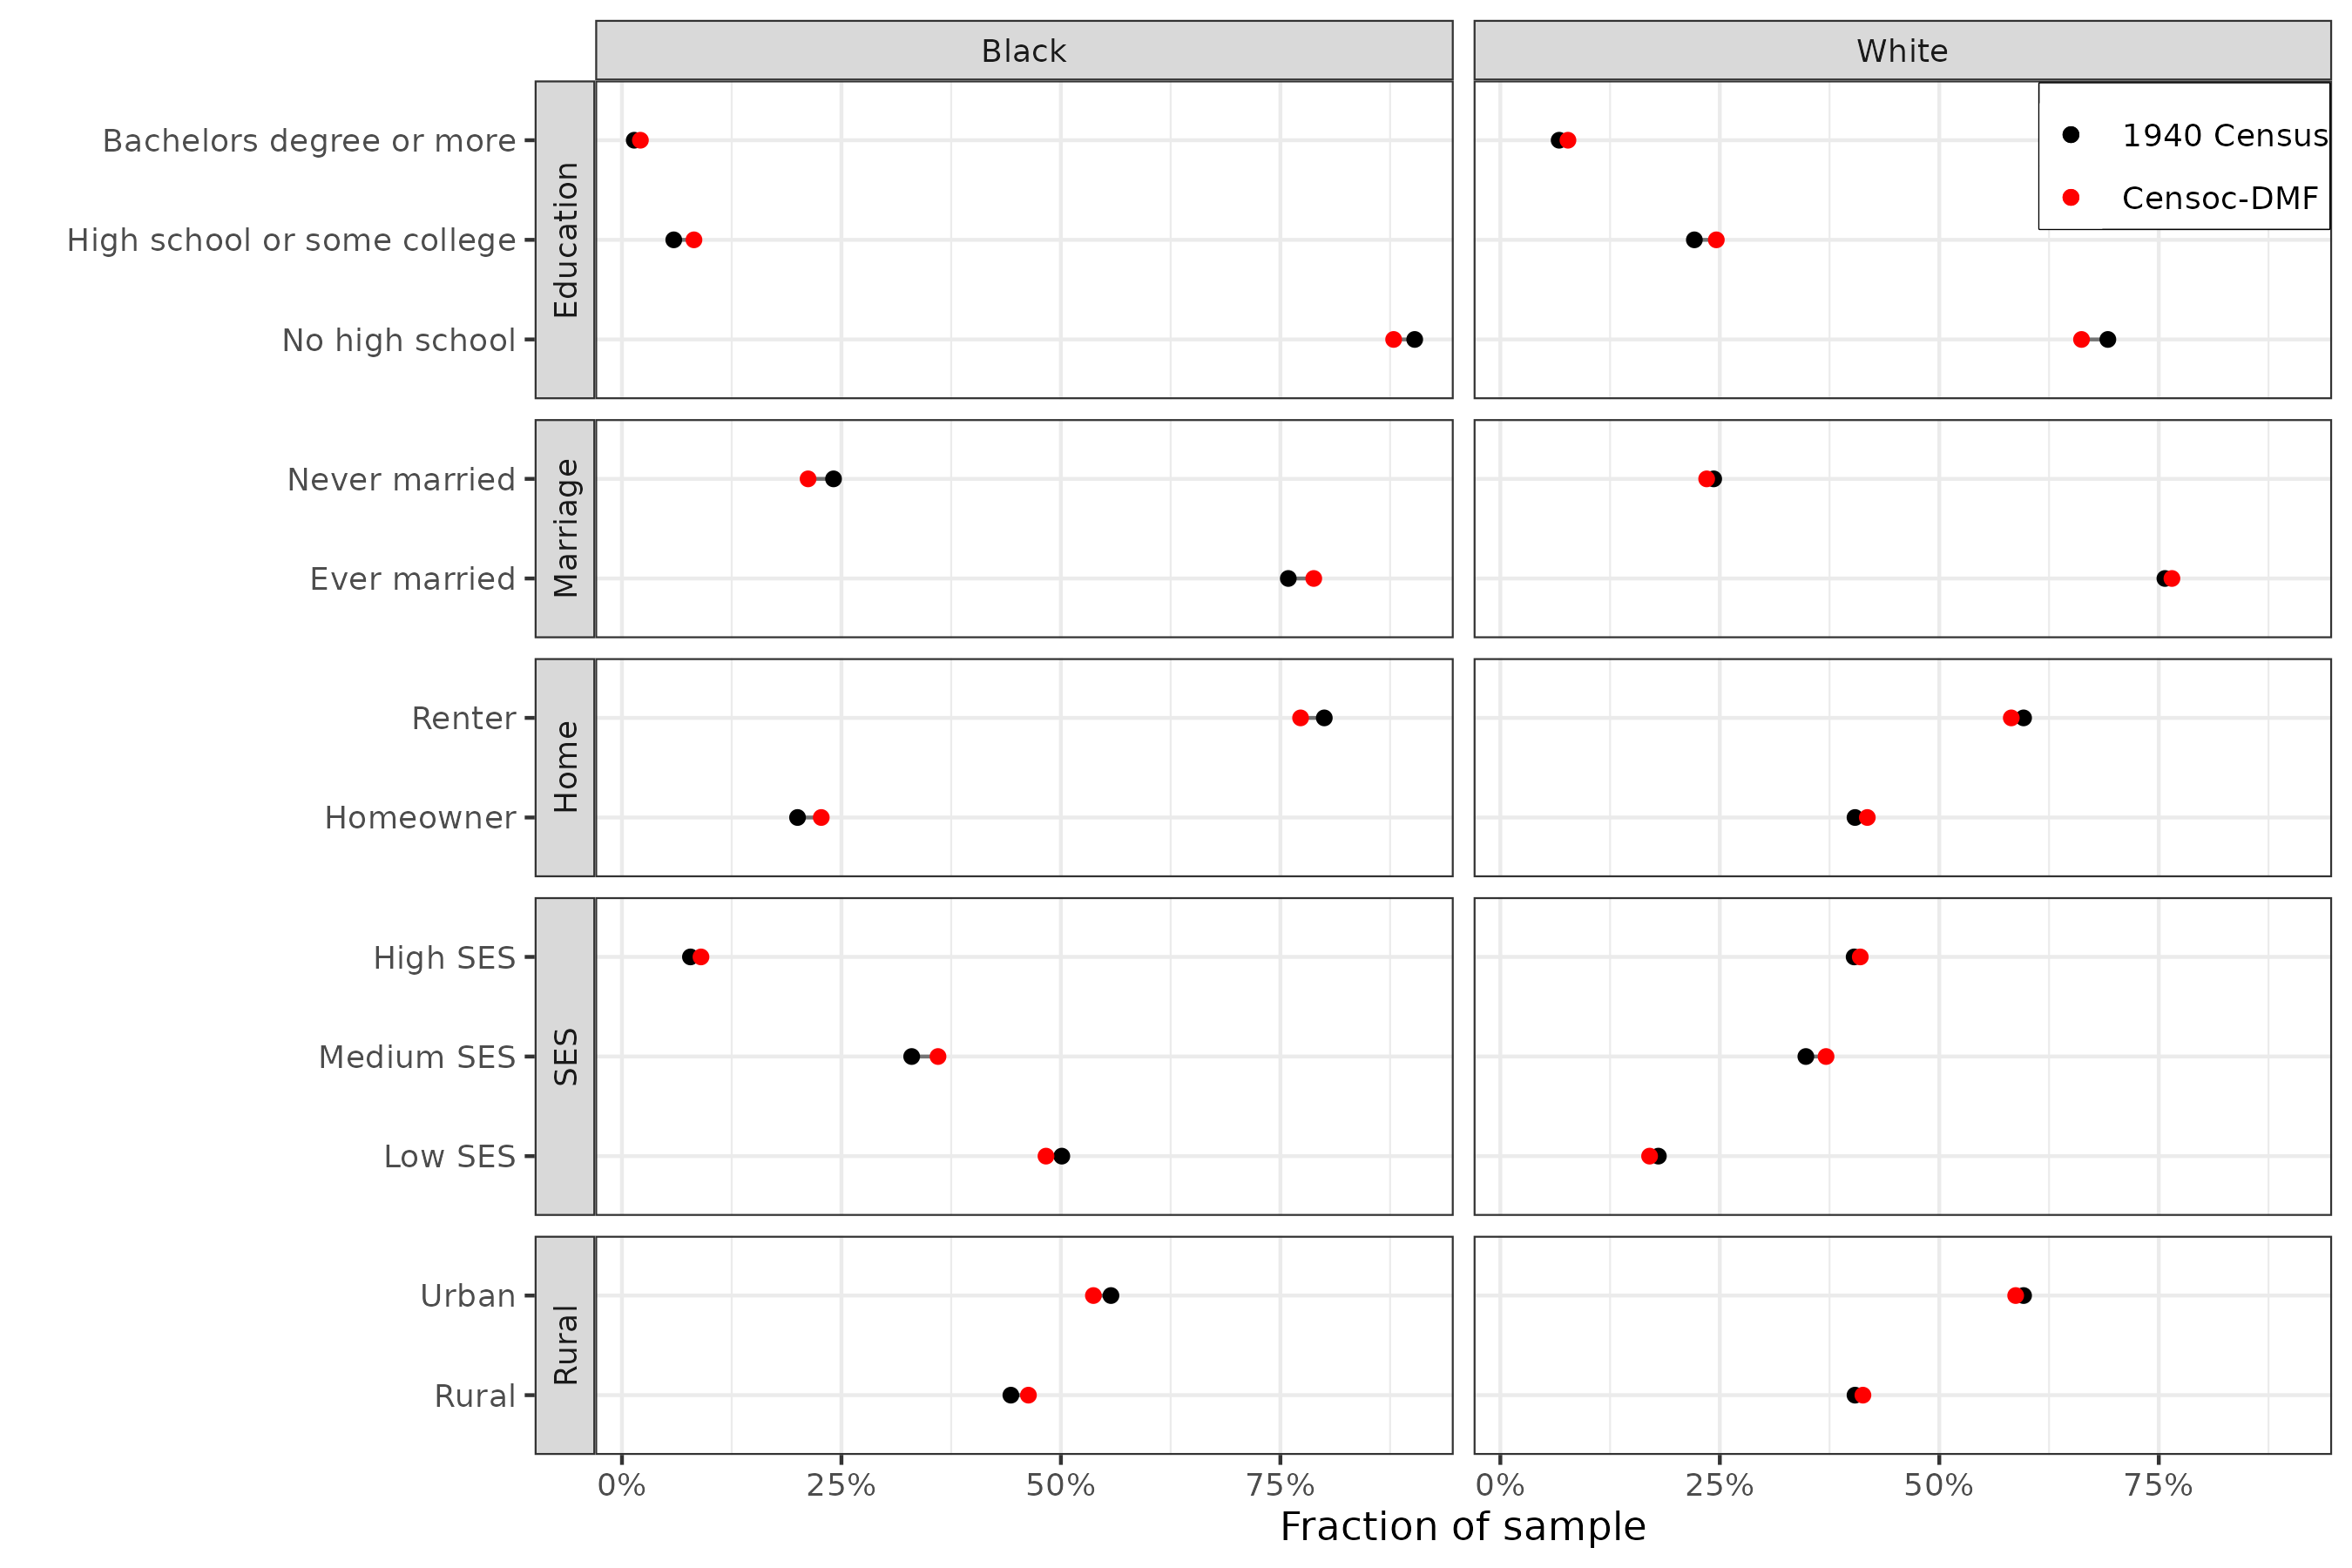 Black
White
1940 Census
Censoc-DMF
Education
Bachelors degree or more
High school or some college
No high school
Marriage
Never married
Ever married
Home
Renter
Homeowner
SES
High SES
Medium SES
Low SES
Rural
Urban
Rural
0% 25% 50% 75%
0% 25% 50% 75%
Fraction of sample